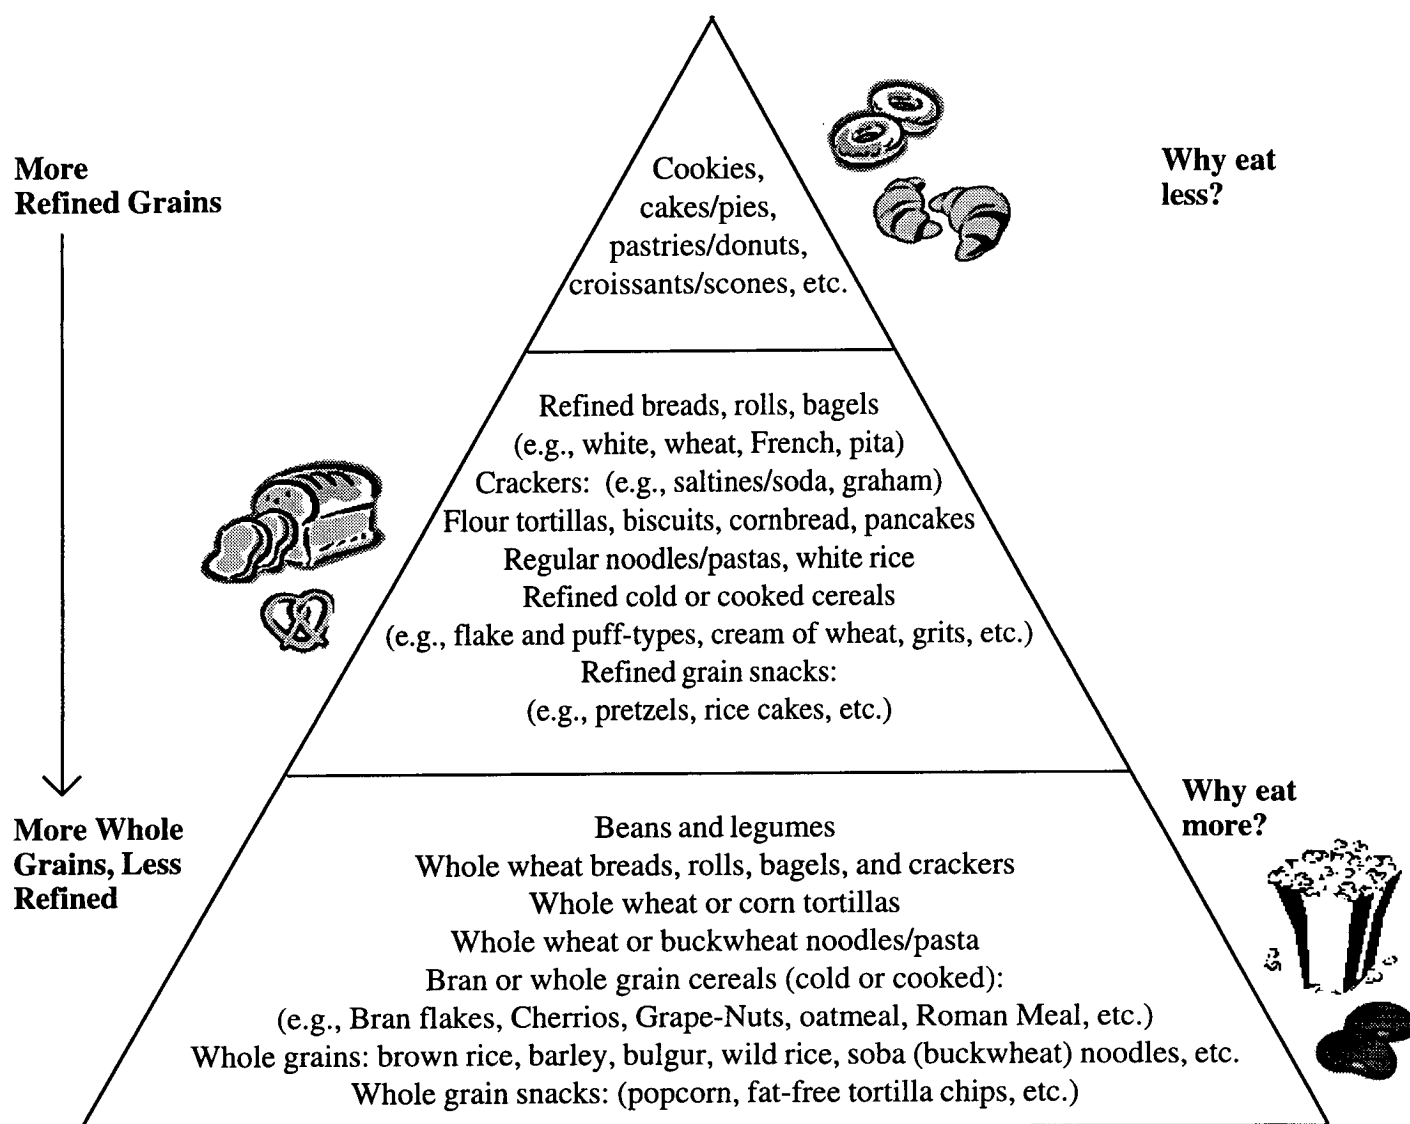 More
Refined Grains
Why eat
less?
Cookies,
cakes/pies,
pastries/donuts,
croissants/scones, etc.
Refined breads, rolls, bagels
(e.g., white, wheat, French, pita)
Crackers: (e.g., saltines/soda, graham)
Flour tortillas, biscuits, cornbread, pancakes
Regular noodles/pastas, white rice
Refined cold or cooked cereals
(e.g., flake and puff-types, cream of wheat, grits, etc.)
Refined grain snacks:
(e.g., pretzels, rice cakes, etc.)
More Whole
Grains, Less
Refined
Why eat
more?
Beans and legumes
Whole wheat breads, rolls, bagels, and crackers
Whole wheat or corn tortillas
Whole wheat or buckwheat noodles/pasta
Bran or whole grain cereals (cold or cooked):
(e.g., Bran flakes, Cherrios, Grape-Nuts, oatmeal, Roman Meal, etc.)
Whole grains: brown rice, barley, bulgur, wild rice, soba (buckwheat) noodles, etc.
Whole grain snacks: (popcorn, fat-free tortilla chips, etc.)